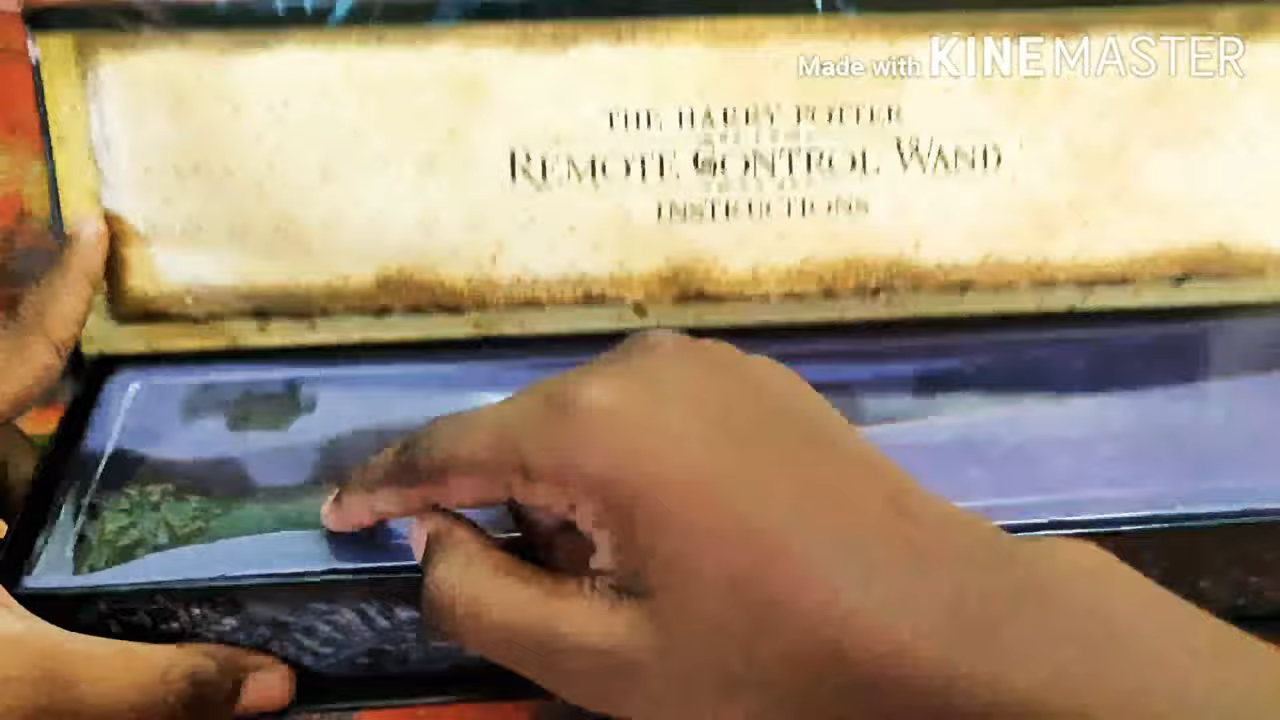 Made with KINEMASTER
THE HARRY POTTER
REMOTE CONTROL WAND
INSTRUCTIONS